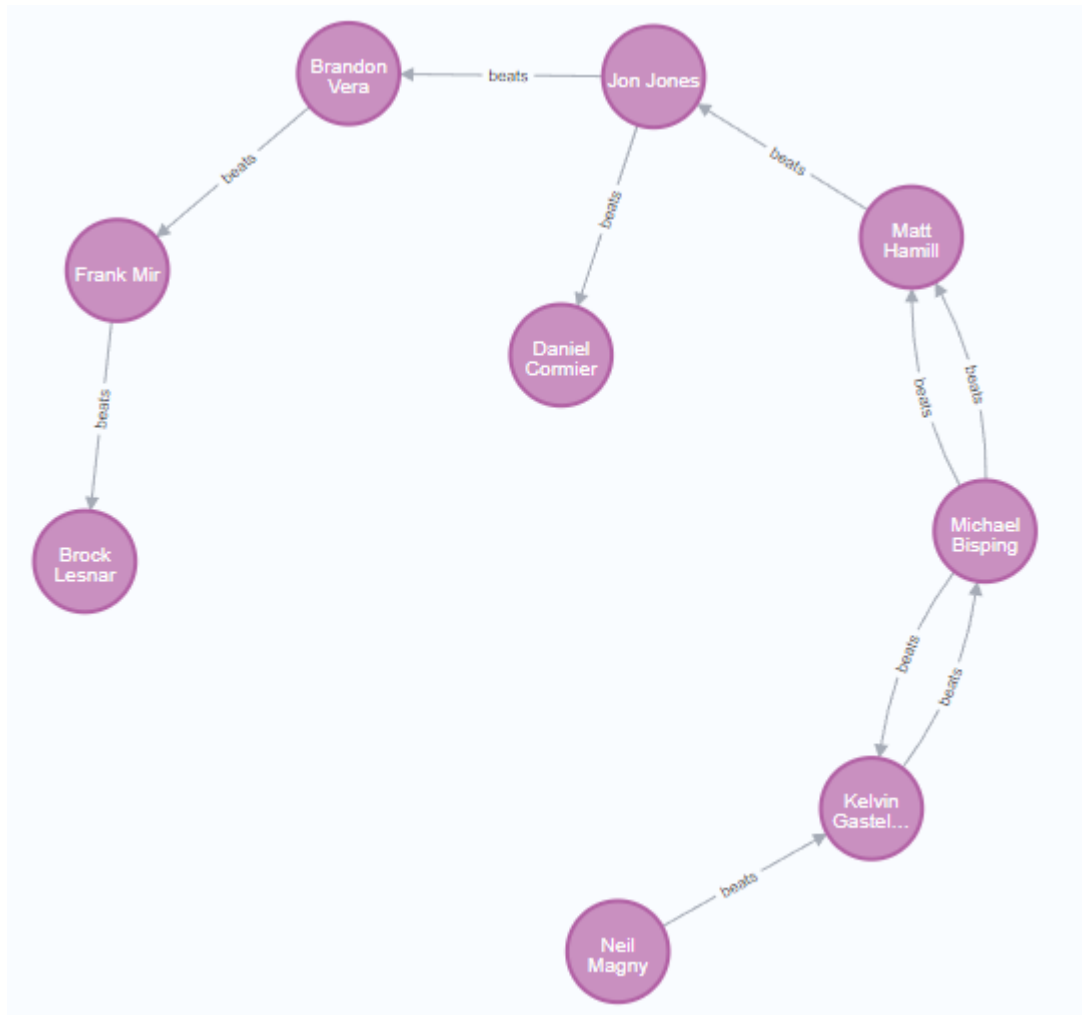 Brandon
Vera
beats
Jon Jones
beats
beats
beats
Matt
Hamill
Frank Mir
Daniel
Cormier
beats
beats
beats
Brock
Lesnar
Michael
Bisping
beats
beats
Kelvin
Gastel...
beats
Neil
Magny